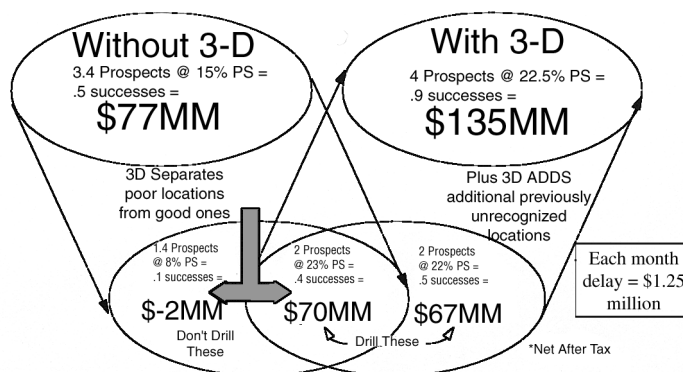 Without 3-D
3.4 Prospects @ 15% PS =
.5 successes =
$77MM
With 3-D
4 Prospects @ 22.5% PS =
.9 successes =
$135MM
3D Separates
poor locations
from good ones
Plus 3D ADDS
additional previously
unrecognized
locations
1.4 Prospects
@ 8% PS =
.1 successes =
$-2MM
Don't Drill
These
2 Prospects
@ 23% PS =
.4 successes =
$70MM
2 Prospects
@ 22% PS =
.5 successes =
$67MM
Drill These
Each month
delay = $1.25
million
*Net After Tax